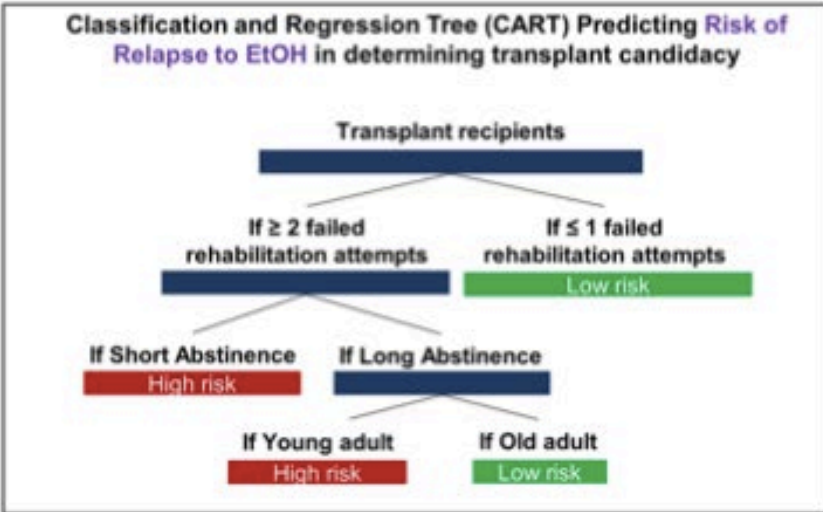 Classification and Regression Tree (CART) Predicting Risk of
Relapse to EtOH in determining transplant candidacy
Transplant recipients
If ≥ 2 failed
rehabilitation attempts
If ≤ 1 failed
rehabilitation attempts
Low risk
If Short Abstinence
High risk
If Long Abstinence
If Young adult
High risk
If Old adult
Low risk